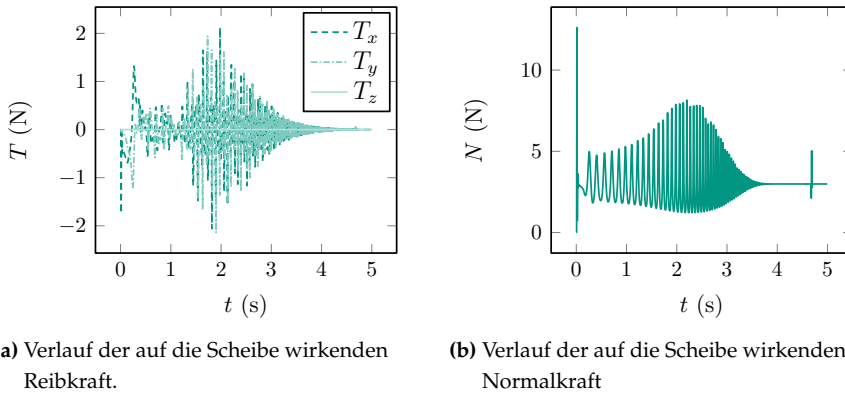 2
1
0
−1
−2
T (N)
T_x
T_y
T_z
0 1 2 3 4 5
t (s)
10
5
0
N (N)
0 1 2 3 4 5
t (s)
a) Verlauf der auf die Scheibe wirkenden
Reibkraft.
(b) Verlauf der auf die Scheibe wirkenden
Normalkraft